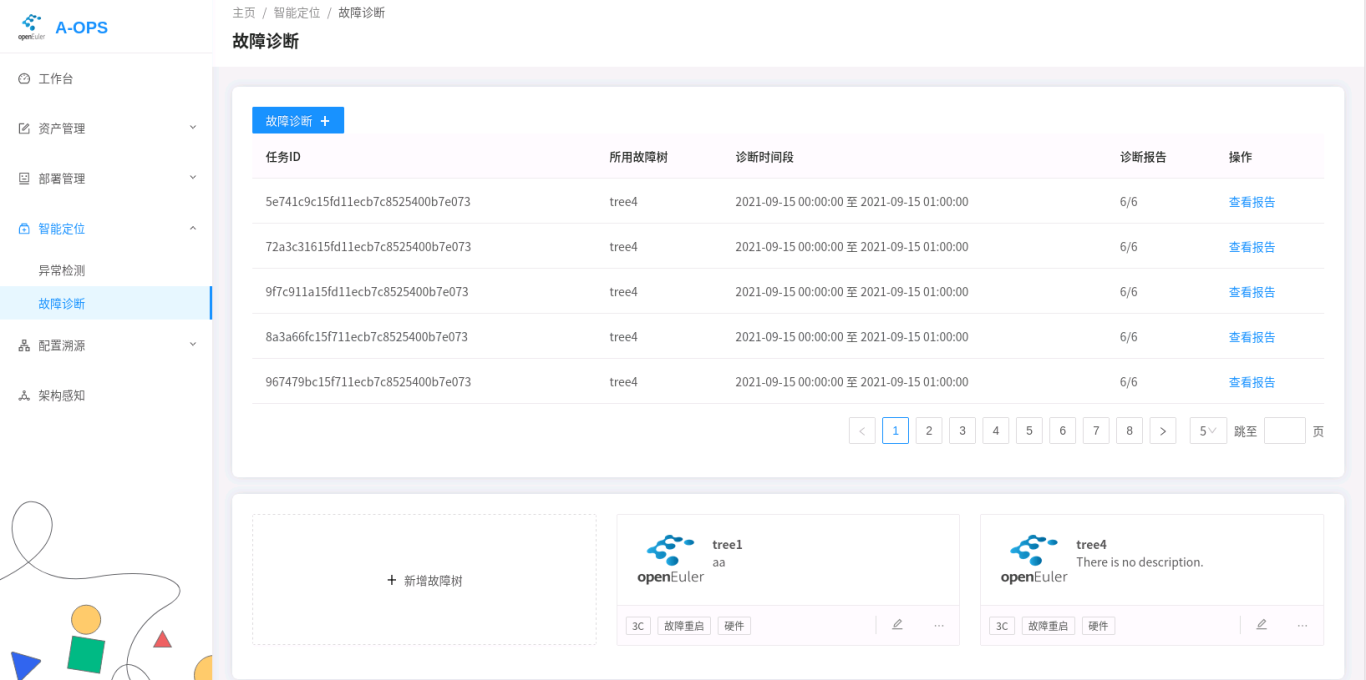 openEuler
A-OPS
工作台
资产管理
部署管理
智能定位
异常检测
故障诊断
配置溯源
架构感知
主页 / 智能定位 / 故障诊断
故障诊断
故障诊断 +
任务ID 所用故障树 诊断时间段 诊断报告 操作
5e741c9c15fd11ecb7c8525400b7e073 tree4 2021-09-15 00:00:00 至 2021-09-15 01:00:00 6/6 查看报告
72a3c31615fd11ecb7c8525400b7e073 tree4 2021-09-15 00:00:00 至 2021-09-15 01:00:00 6/6 查看报告
9f7c911a15fd11ecb7c8525400b7e073 tree4 2021-09-15 00:00:00 至 2021-09-15 01:00:00 6/6 查看报告
8a3a66fc15f711ecb7c8525400b7e073 tree4 2021-09-15 00:00:00 至 2021-09-15 01:00:00 6/6 查看报告
967479bc15f711ecb7c8525400b7e073 tree4 2021-09-15 00:00:00 至 2021-09-15 01:00:00 6/6 查看报告
< 1 2 3 4 5 6 7 8 > 5 跳至 页
+ 新增故障树
openEuler
tree1
aa
3C 故障重启 硬件 ...
openEuler
tree4
There is no description.
3C 故障重启 硬件 ...